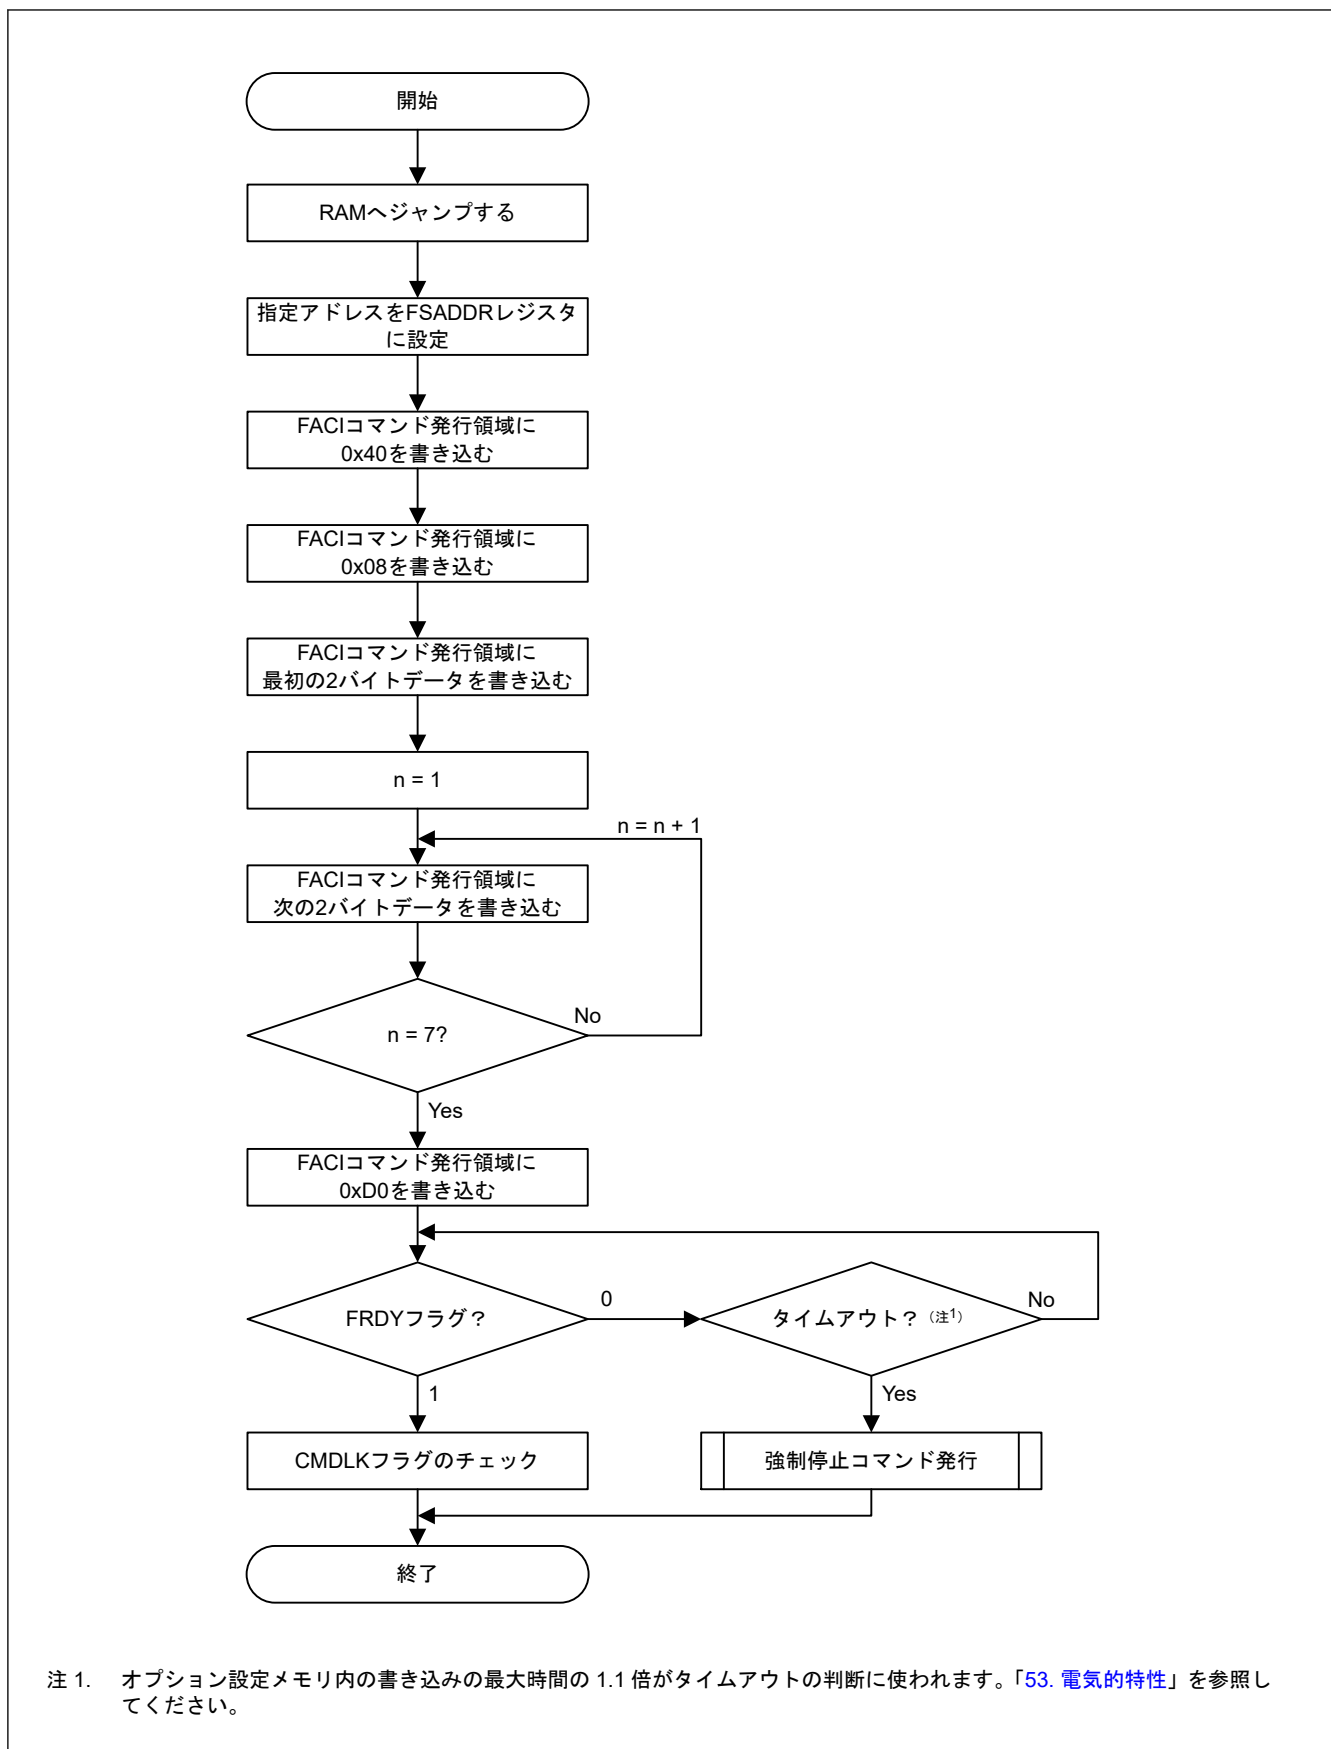 開始
RAMへジャンプする
指定アドレスをFSADDRレジスタ
に設定
FACIコマンド発行領域に
0x40を書き込む
FACIコマンド発行領域に
0x08を書き込む
FACIコマンド発行領域に
最初の2バイトデータを書き込む
n = 1
n = n + 1
FACIコマンド発行領域に
次の2バイトデータを書き込む
n = 7?
No
Yes
FACIコマンド発行領域に
0xD0を書き込む
FRDYフラグ？
0
タイムアウト？（注1）
No
1
Yes
CMDLKフラグのチェック
強制停止コマンド発行
終了
注 1. オプション設定メモリ内の書き込みの最大時間の 1.1 倍がタイムアウトの判断に使われます。「53. 電気的特性」を参照し
てください。